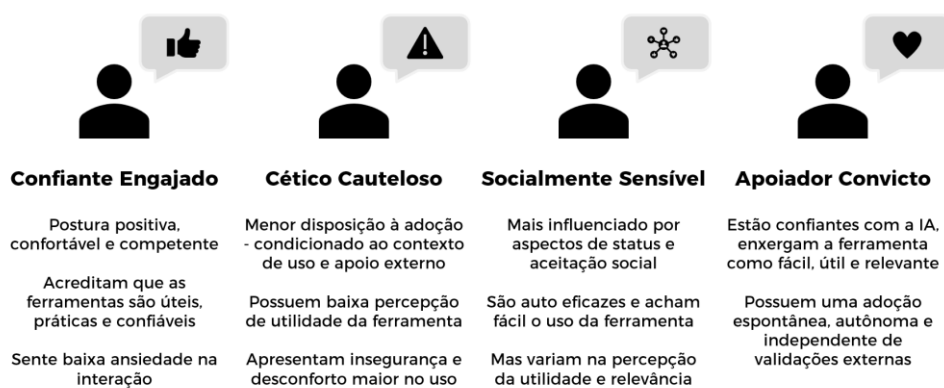 Confiante Engajado
Postura positiva,
confortável e competente
Acreditam que as
ferramentas são úteis,
práticas e confiáveis
Sente baixa ansiedade na
interação
Cético Cauteloso
Menor disposição à adoção
- condicionado ao contexto
de uso e apoio externo
Possuem baixa percepção
de utilidade da ferramenta
Apresentam insegurança e
desconforto maior no uso
Socialmente Sensível
Mais influenciado por
aspectos de status e
aceitação social
São auto eficazes e acham
fácil o uso da ferramenta
Mas variam na percepção
da utilidade e relevância
Apoiador Convicto
Estão confiantes com a IA,
enxergam a ferramenta
como fácil, útil e relevante
Possuem uma adoção
espontânea, autônoma e
independente de
validações externas